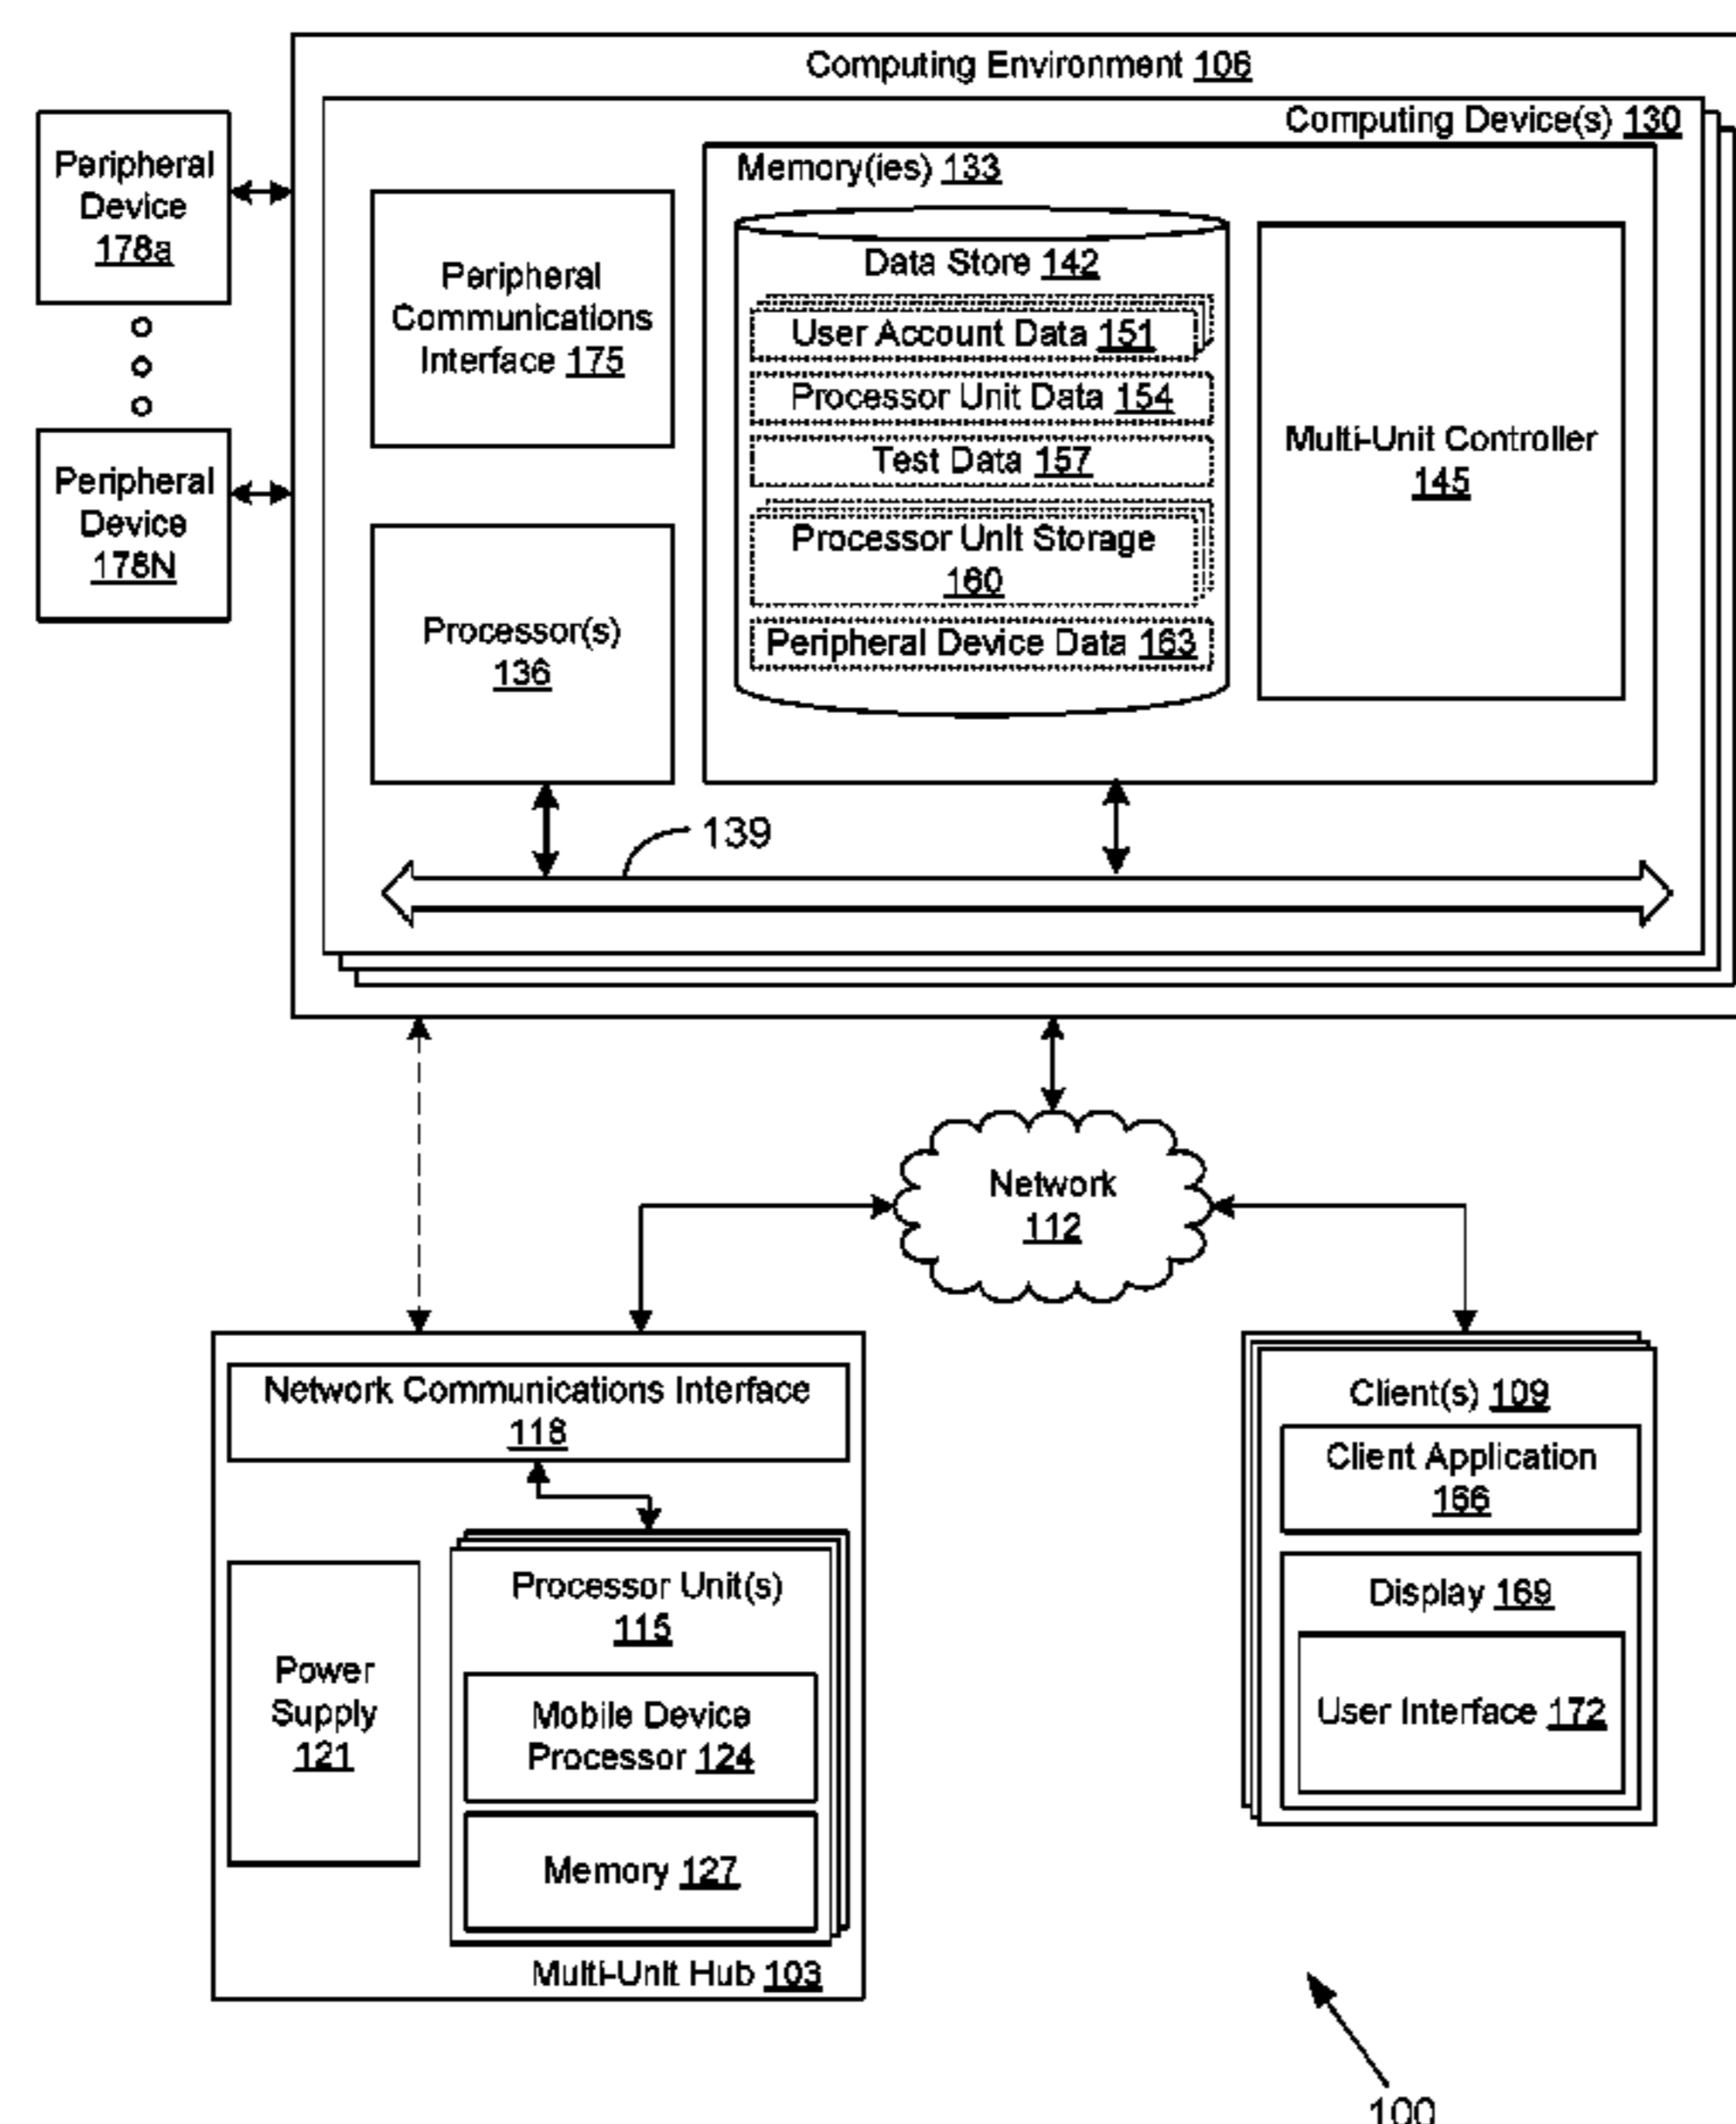 Computing Environment 106
Computing Device(s) 130
Peripheral
Device
178a
Peripheral
Device
178N
Peripheral
Communications
Interface 175
Processor(s)
136
Memory(ies) 133
Data Store 142
User Account Data 151
Processor Unit Data 154
Test Data 157
Processor Unit Storage
160
Peripheral Device Data 163
Multi-Unit Controller
145
139
Network
112
Network Communications Interface
118
Power
Supply
121
Processor Unit(s)
115
Mobile Device
Processor 124
Memory 127
Multi-Unit Hub 103
Client(s) 109
Client Application
166
Display 169
User Interface 172
100